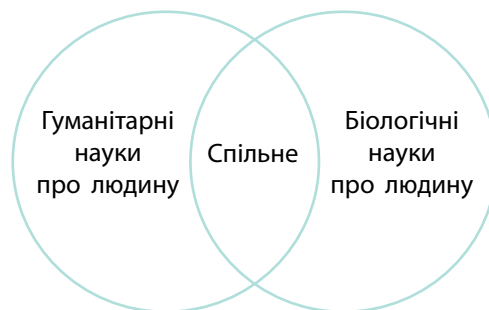 Гуманітарні
науки
про людину
Спільне
Біологічні
науки
про людину